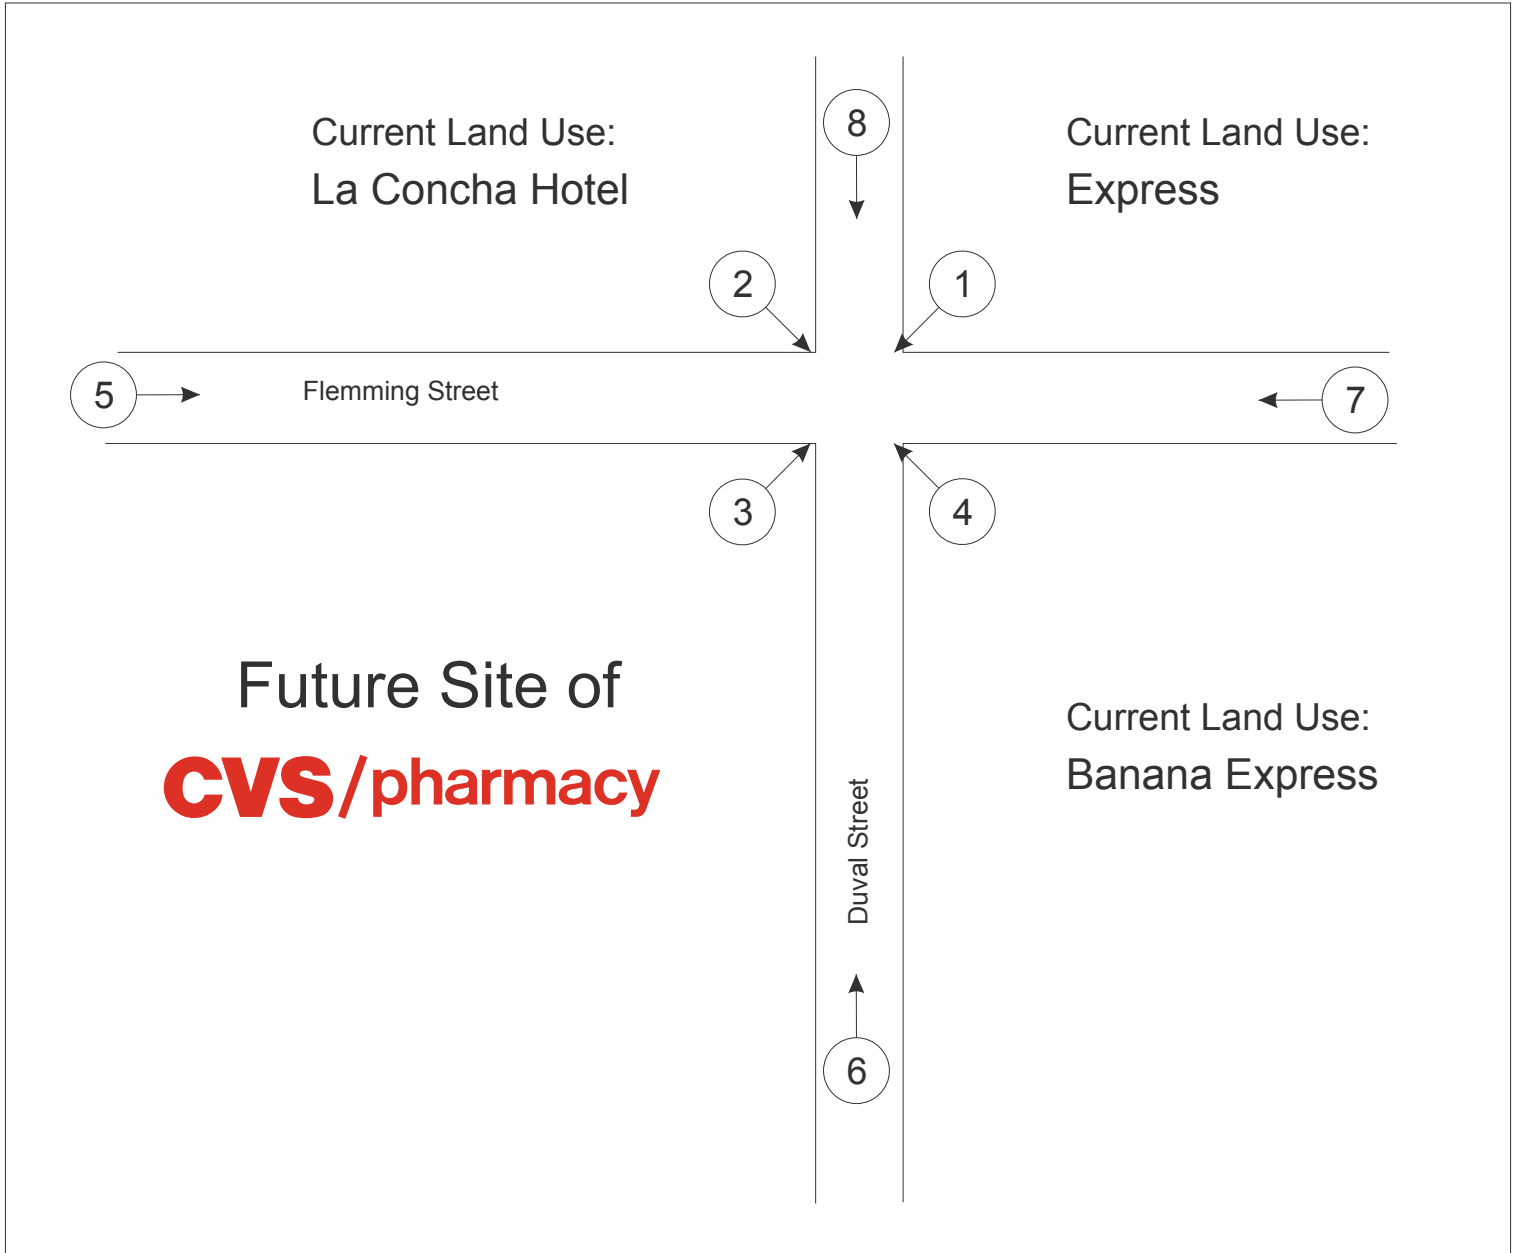 Current Land Use:
La Concha Hotel
8
Current Land Use:
Express
2
1
5
Flemming Street
7
3
4
Future Site of
CVS/pharmacy
Current Land Use:
Banana Express
Duval Street
6